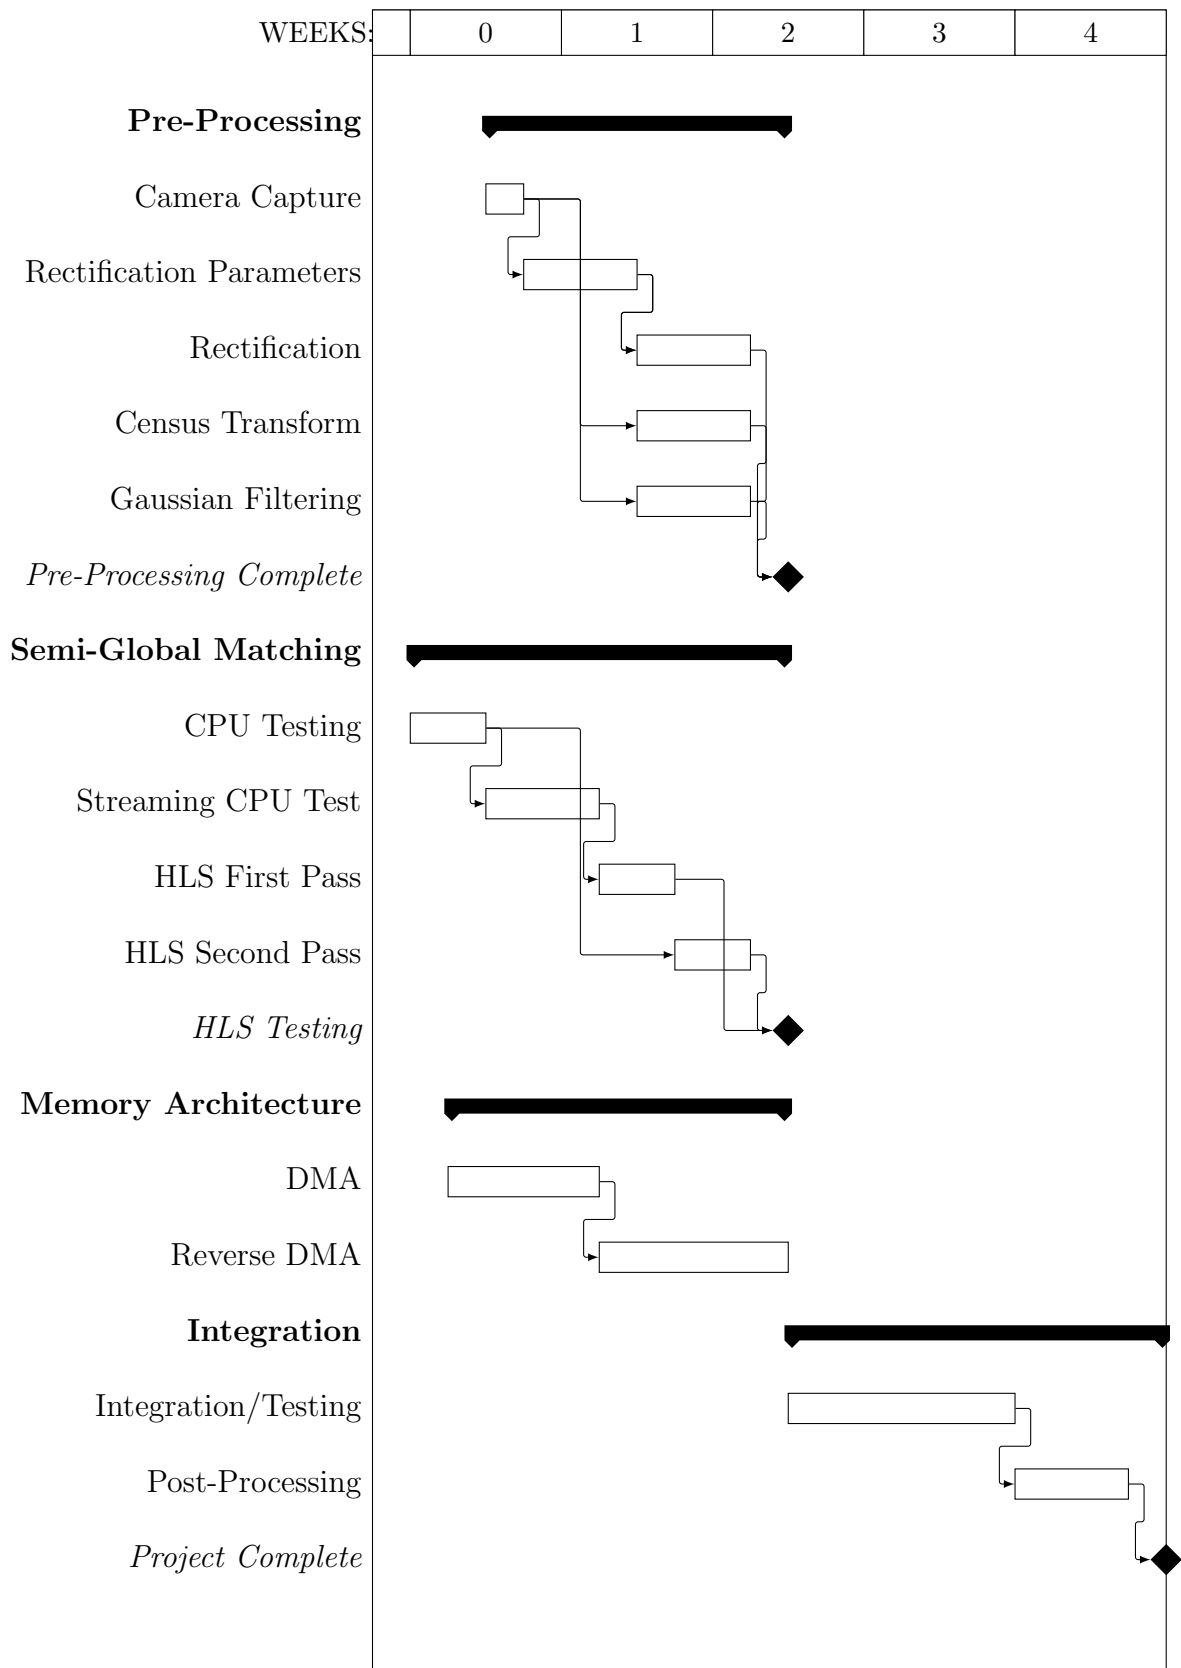 WEEKS: 0 1 2 3 4
Pre-Processing
Camera Capture
Rectification Parameters
Rectification
Census Transform
Gaussian Filtering
Pre-Processing Complete
Semi-Global Matching
CPU Testing
Streaming CPU Test
HLS First Pass
HLS Second Pass
HLS Testing
Memory Architecture
DMA
Reverse DMA
Integration
Integration/Testing
Post-Processing
Project Complete